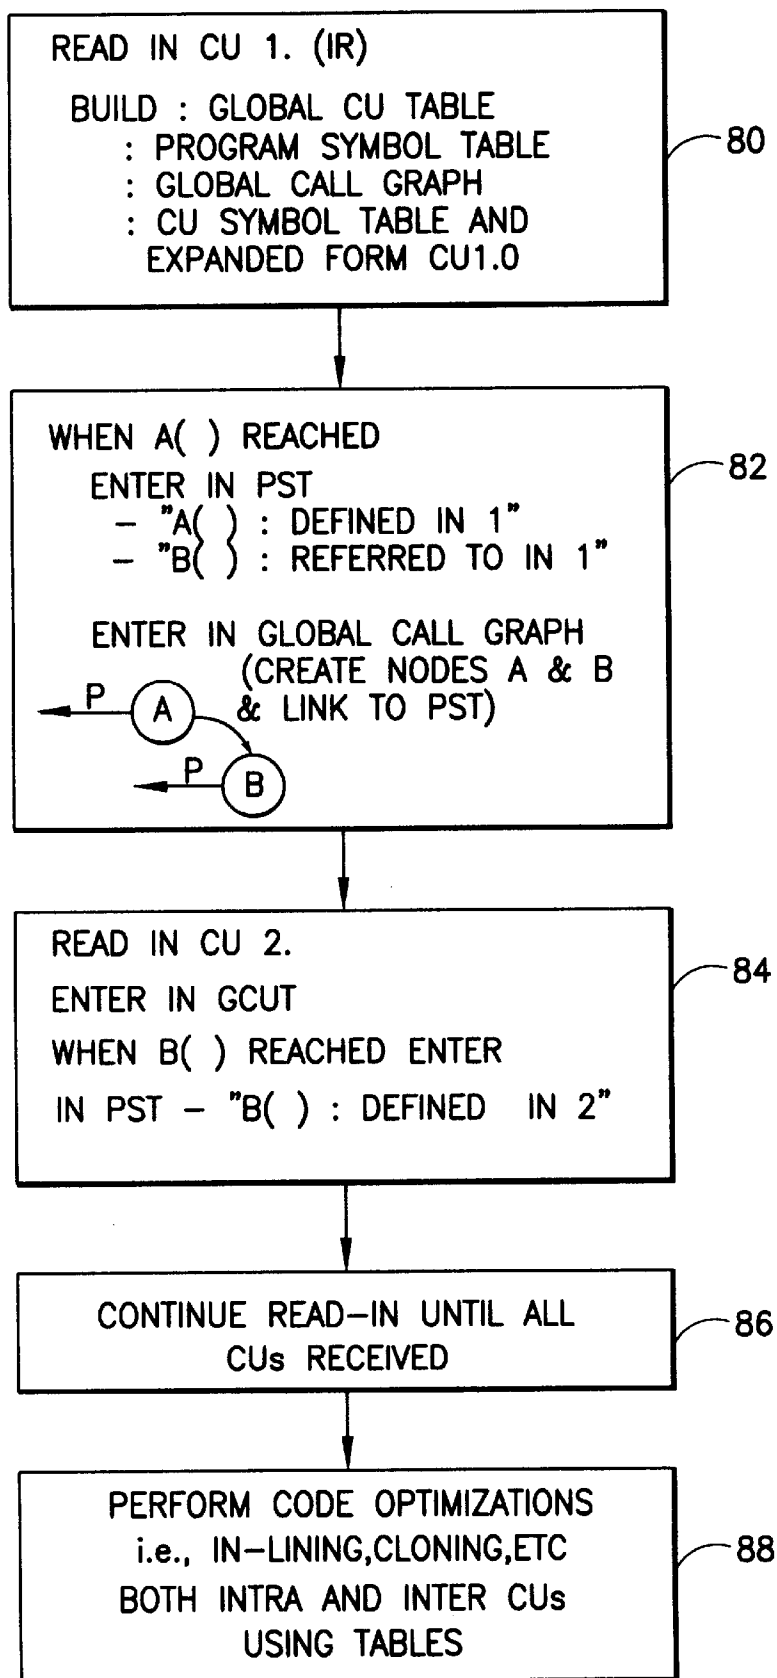 READ IN CU 1. (IR)
BUILD : GLOBAL CU TABLE
: PROGRAM SYMBOL TABLE
: GLOBAL CALL GRAPH
: CU SYMBOL TABLE AND
EXPANDED FORM CU1.0
80
WHEN A( ) REACHED
ENTER IN PST
- "A( ) : DEFINED IN 1"
- "B( ) : REFERRED TO IN 1"
ENTER IN GLOBAL CALL GRAPH
(CREATE NODES A & B
& LINK TO PST)
P
A
P
B
82
READ IN CU 2.
ENTER IN GCUT
WHEN B( ) REACHED ENTER
IN PST - "B( ) : DEFINED IN 2"
84
CONTINUE READ-IN UNTIL ALL
CUs RECEIVED
86
PERFORM CODE OPTIMIZATIONS
i.e., IN-LINING,CLONING,ETC
BOTH INTRA AND INTER CUs
USING TABLES
88